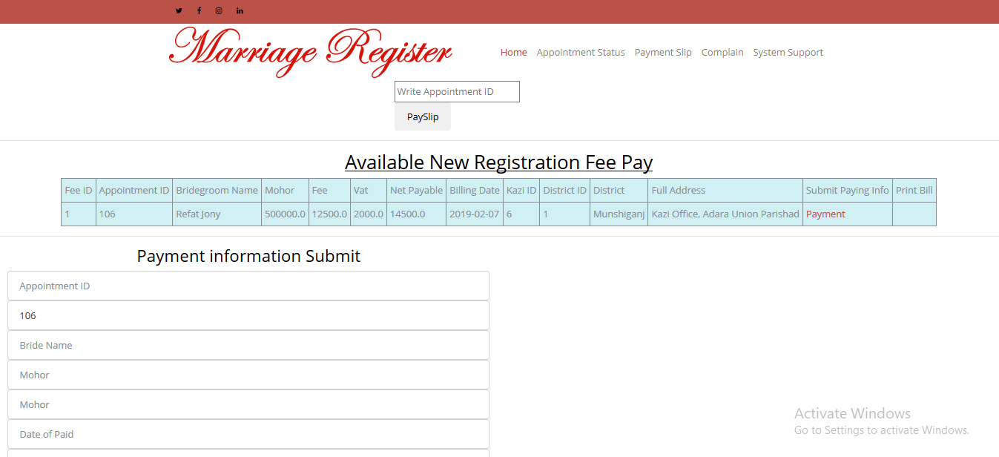 Marriage Register
Home Appointment Status Payment Slip Complain System Support
Write Appointment ID
PaySlip
Available New Registration Fee Pay
Fee ID Appointment ID Bridegroom Name Mohor Fee Vat Net Payable Billing Date Kazi ID District ID District Full Address Submit Paying Info Print Bill
1 106 Refat Jony 500000.0 12500.0 2000.0 14500.0 2019-02-07 6 1 Munshiganj Kazi Office, Adara Union Parishad Payment
Payment information Submit
Appointment ID
106
Bride Name
Mohor
Mohor
Date of Paid
Activate Windows
Go to Settings to activate Windows.